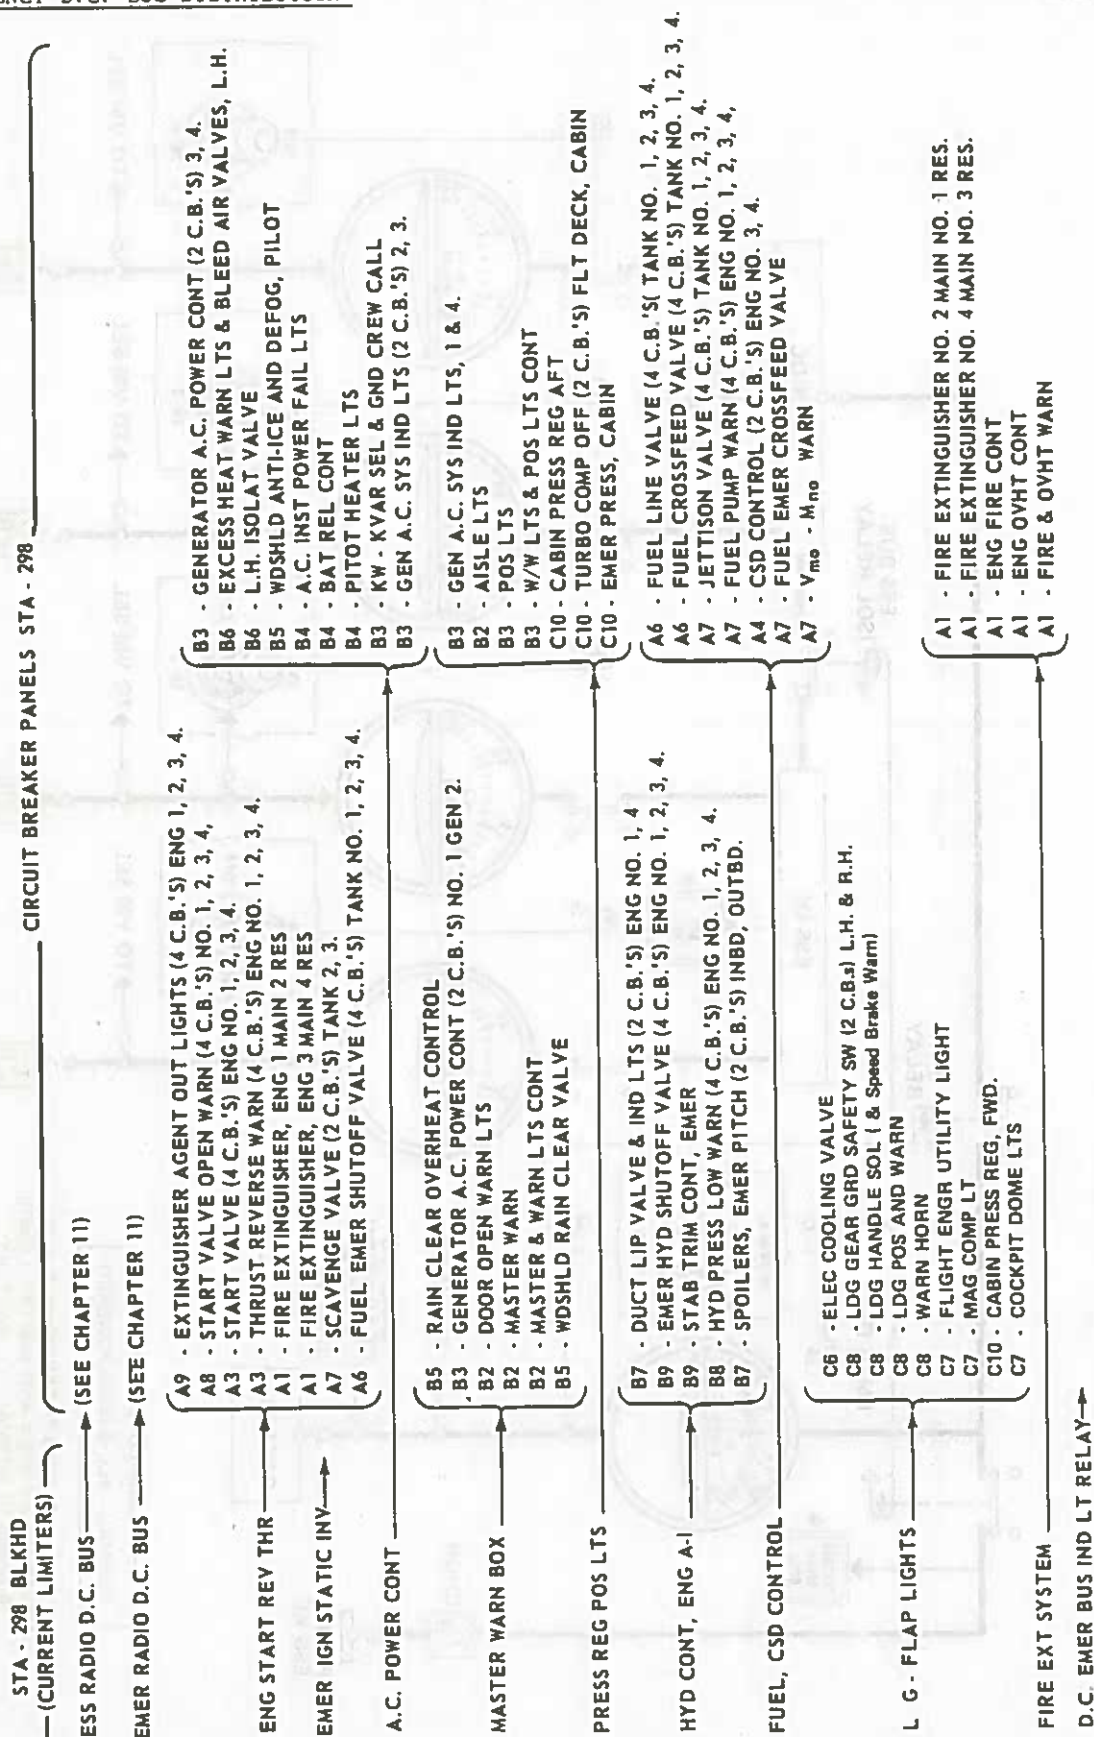 STA - 298 BLKHD
(CURRENT LIMITERS)
CIRCUIT BREAKER PANELS STA - 298
ESS RADIO D.C. BUS
(SEE CHAPTER 11)
EMER RADIO D.C. BUS
(SETE CHAPTER 11)
ENG START REV THR
A9 - EXTINGUISHER AGENT OUT LIGHTS (4 C.B.'S) ENG 1, 2, 3, 4.
A8 - START VALVE OPEN WARN (4 C.B.'S) NO. 1, 2, 3, 4,
A3 - START VALVE (4 C.B.'S) ENG NO. 1, 2, 3, 4.
A3 - THRUST REVERSE WARN (4 C.B.'S) ENG NO. 1, 2, 3, 4.
A1 - FIRE EXTINGUISHER, ENG 1 MAIN 2 RES
A1 - FIRE EXTINGUISHER, ENG 3 MAIN 4 RES
A7 - SCAVENGE VALVE (2 C.B.'S) TANK 2, 3.
A6 - FUEL EMER SHUTOFF VALVE (4 C.B.'S) TANK NO. 1, 2, 3, 4.
EMER IGN STATIC INV
A.C. POWER CONT
B3 - GENERATOR A.C. POWER CONT (2 C.B.'S) 3, 4.
B6 - EXCESS HEAT WARN LTS & BLEED AIR VALVES, L.H.
B6 - L.H. ISOLAT VALVE
B5 - WDSHLD ANTI-ICE AND DEFOG, PILOT
B4 - A.C. INST POWER FAIL LTS
B4 - BAT REL CONT
B4 - PITOT HEATER LTS
B3 - KW - KVAR SEL & GND CREW CALL
B3 - GEN A.C. SYS IND LTS (2 C.B.'S) 2, 3.
MASTER WARN BOX
B5 - RAIN CLEAR OVERHEAT CONTROL
B3 - GENERATOR A.C. POWER CONT (2 C.B.'S) NO. 1 GEN 2.
B2 - DOOR OPEN WARN LTS
B2 - MASTER WARN
B2 - MASTER & WARN LTS CONT
B5 - WDSHLD RAIN CLEAR VALVE
PRESS REG POS LTS
B3 - GEN A.C. SYS IND LTS, 1 & 4.
B2 - AISLE LTS
B3 - POS LTS
B3 - W/W LTS & POS LTS CONT
C10 - CABIN PRESS REG AFT
C10 - TURBO COMP OFF (2 C.B.'S) FLT DECK, CABIN
C10 - EMER PRESS, CABIN
HYD CONT, ENG A-I
B7 - DUCT LIP VALVE & IND LTS (2 C.B.'S) ENG NO. 1, 4
B9 - EMER HYD SHUTOFF VALVE (4 C.B.'S) ENG NO. 1, 2, 3, 4.
B9 - STAB TRIM CONT, EMER
B8 - HYD PRESS LOW WARN (4 C.B.'S) ENG NO. 1, 2, 3, 4.
B7 - SPOILERS, EMER PITCH (2 C.B.'S) INBD, OUTBD.
FUEL, CSD CONTROL
A6 - FUEL LINE VALVE (4 C.B.'S( TANK NO. 1, 2, 3, 4.
A6 - FUEL CROSSFEED VALVE (4 C.B.'S) TANK NO. 1, 2, 3, 4.
A7 - JETTISON VALVE (4 C.B.'S) TANK NO. 1, 2, 3, 4.
A7 - FUEL PUMP WARN (4 C.B.'S) ENG NO. 1, 2, 3, 4,
A4 - CSD CONTROL (2 C.B.'S) ENG NO. 3, 4.
A7 - FUEL EMER CROSSFEED VALVE
A7 - Vmo - Mno WARN
L G - FLAP LIGHTS
C6 - ELEC COOLING VALVE
C8 - LDG GEAR GRD SAFETY SW (2 C.B.s) L.H. & R.H.
C8 - LDG HANDLE SOL ( & Speed Brake Warn)
C8 - LDG POS AND WARN
C8 - WARN HORN
C7 - FLIGHT ENGR UTILITY LIGHT
C7 - MAG COMP LT
C10 - CABIN PRESS REG, FWD.
C7 - COCKPIT DOME LTS
FIRE EXT SYSTEM
A1 - FIRE EXTINGUISHER NO. 2 MAIN NO. 1 RES.
A1 - FIRE EXTINGUISHER NO. 4 MAIN NO. 3 RES.
A1 - ENG FIRE CONT
A1 - ENG OVHT CONT
A1 - FIRE & OVHT WARN
D.C. EMER BUS IND LT RELAY